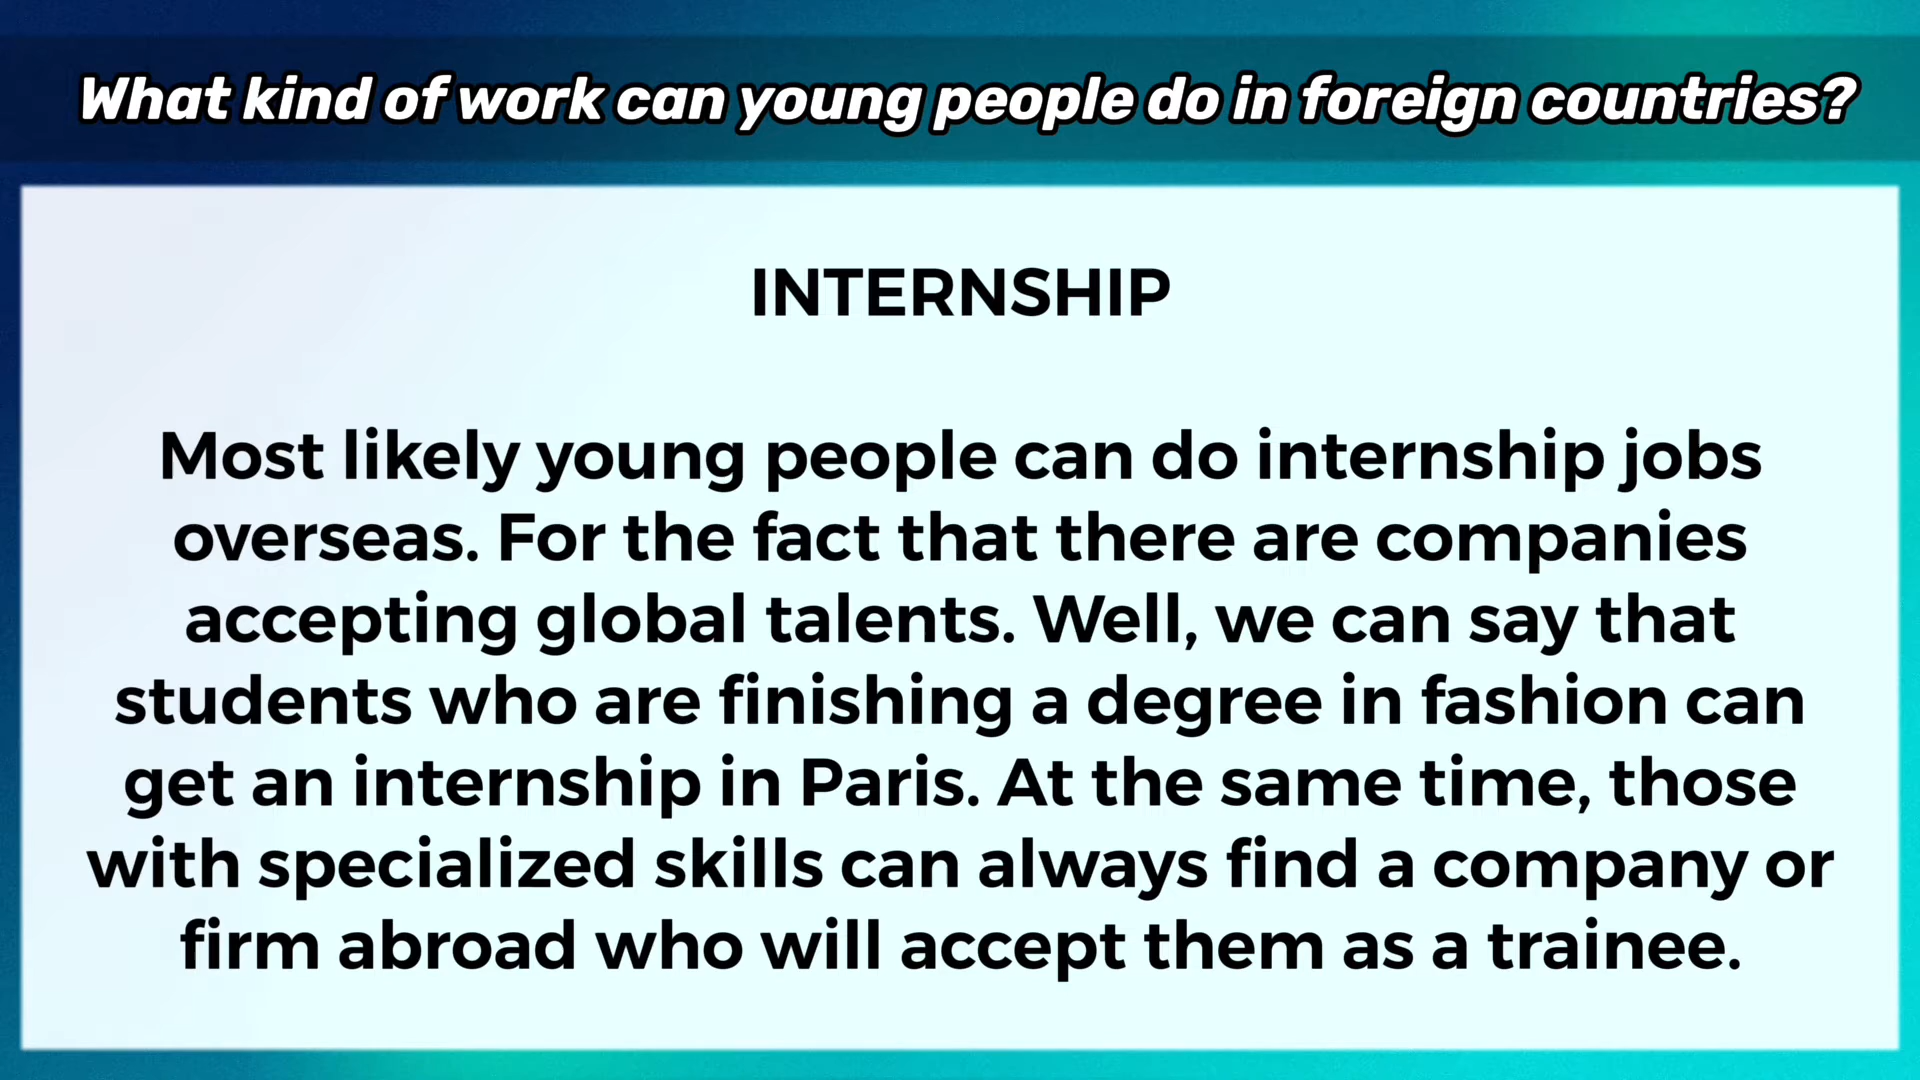 What kind of work can young people do in foreign countries?
INTERNSHIP
Most likely young people can do internship jobs
overseas. For the fact that there are companies
accepting global talents. Well, we can say that
students who are finishing a degree in fashion can
get an internship in Paris. At the same time, those
with specialized skills can always find a company or
firm abroad who will accept them as a trainee.